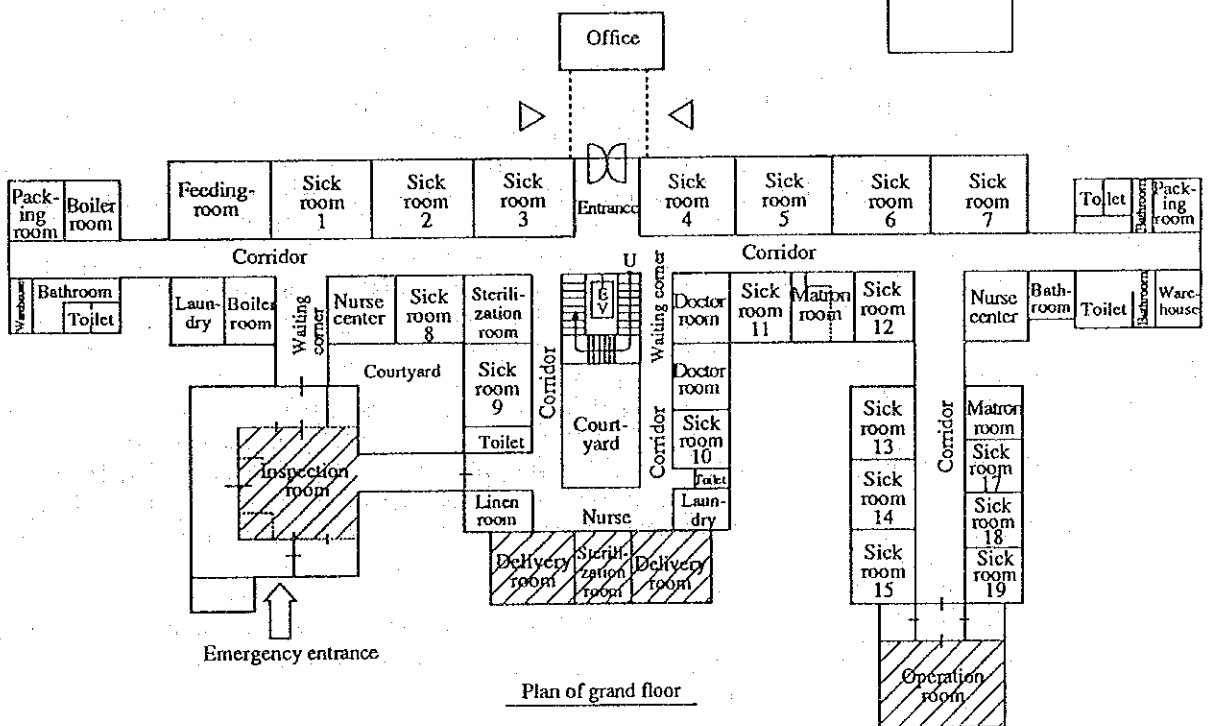 Office
Pack-
ing
room
Boiler
room
Feeding-
room
Sick
room
1
Sick
room
2
Sick
room
3
Entrance
Sick
room
4
Sick
room
5
Sick
room
6
Sick
room
7
Toilet
Bathroom
Pack-
ing
room
Corridor
Corridor
Warehouse
Bathroom
Toilet
Laun-
dry
Boiler
room
Waiting
corner
Nurse
center
Sick
room
8
Sterili-
zation
room
U
EV
Waiting corner
Doctor
room
Sick
room
11
Matron
room
Sick
room
12
Nurse
center
Bath-
room
Toilet
Bathroom
Ware-
house
Courtyard
Sick
room
9
Corridor
Court-
yard
Corridor
Doctor
room
Sick
room
10
Toilet
Toilet
Sick
room
13
Corridor
Matron
room
Sick
room
17
Inspection
room
Linen
room
Nurse
Laun-
dry
Sick
room
14
Sick
room
18
Delivery
room
Sterili-
zation
room
Delivery
room
Sick
room
15
Sick
room
19
Emergency entrance
Operation
room
Plan of grand floor